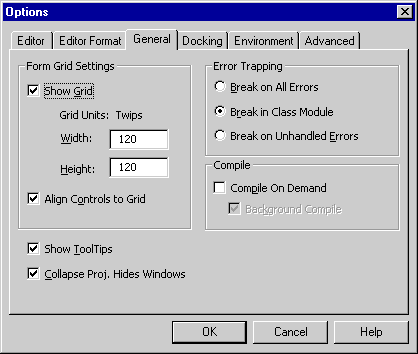 Options
Editor Editor Format General Docking Environment Advanced
Form Grid Settings
Show Grid
Grid Units: Twips
Width: 120
Height: 120
Align Controls to Grid
Show ToolTips
Collapse Proj. Hides Windows
Error Trapping
Break on All Errors
Break in Class Module
Break on Unhandled Errors
Compile
Compile On Demand
Background Compile
OK Cancel Help